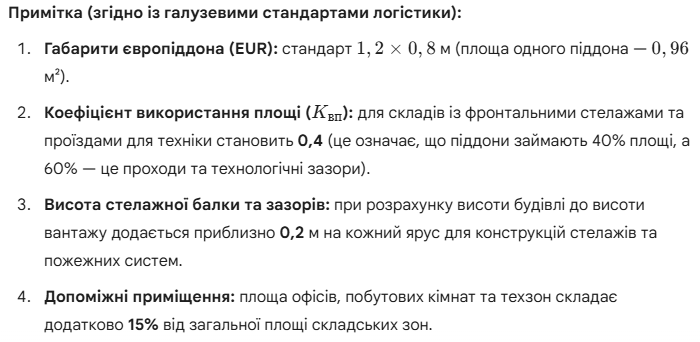 Примітка (згідно із галузевими стандартами логістики):
1. Габарити європіддона (EUR): стандарт 1, 2 × 0, 8 м (площа одного піддона — 0, 96
м²).
2. Коефіцієнт використання площі (Kвп): для складів із фронтальними стелажами та
проїздами для техніки становить 0,4 (це означає, що піддони займають 40% площі, а
60% — це проходи та технологічні зазори).
3. Висота стелажної балки та зазорів: при розрахунку висоти будівлі до висоти
вантажу додається приблизно 0,2 м на кожний ярус для конструкцій стелажів та
пожежних систем.
4. Допоміжні приміщення: площа офісів, побутових кімнат та техзон складає
додатково 15% від загальної площі складських зон.